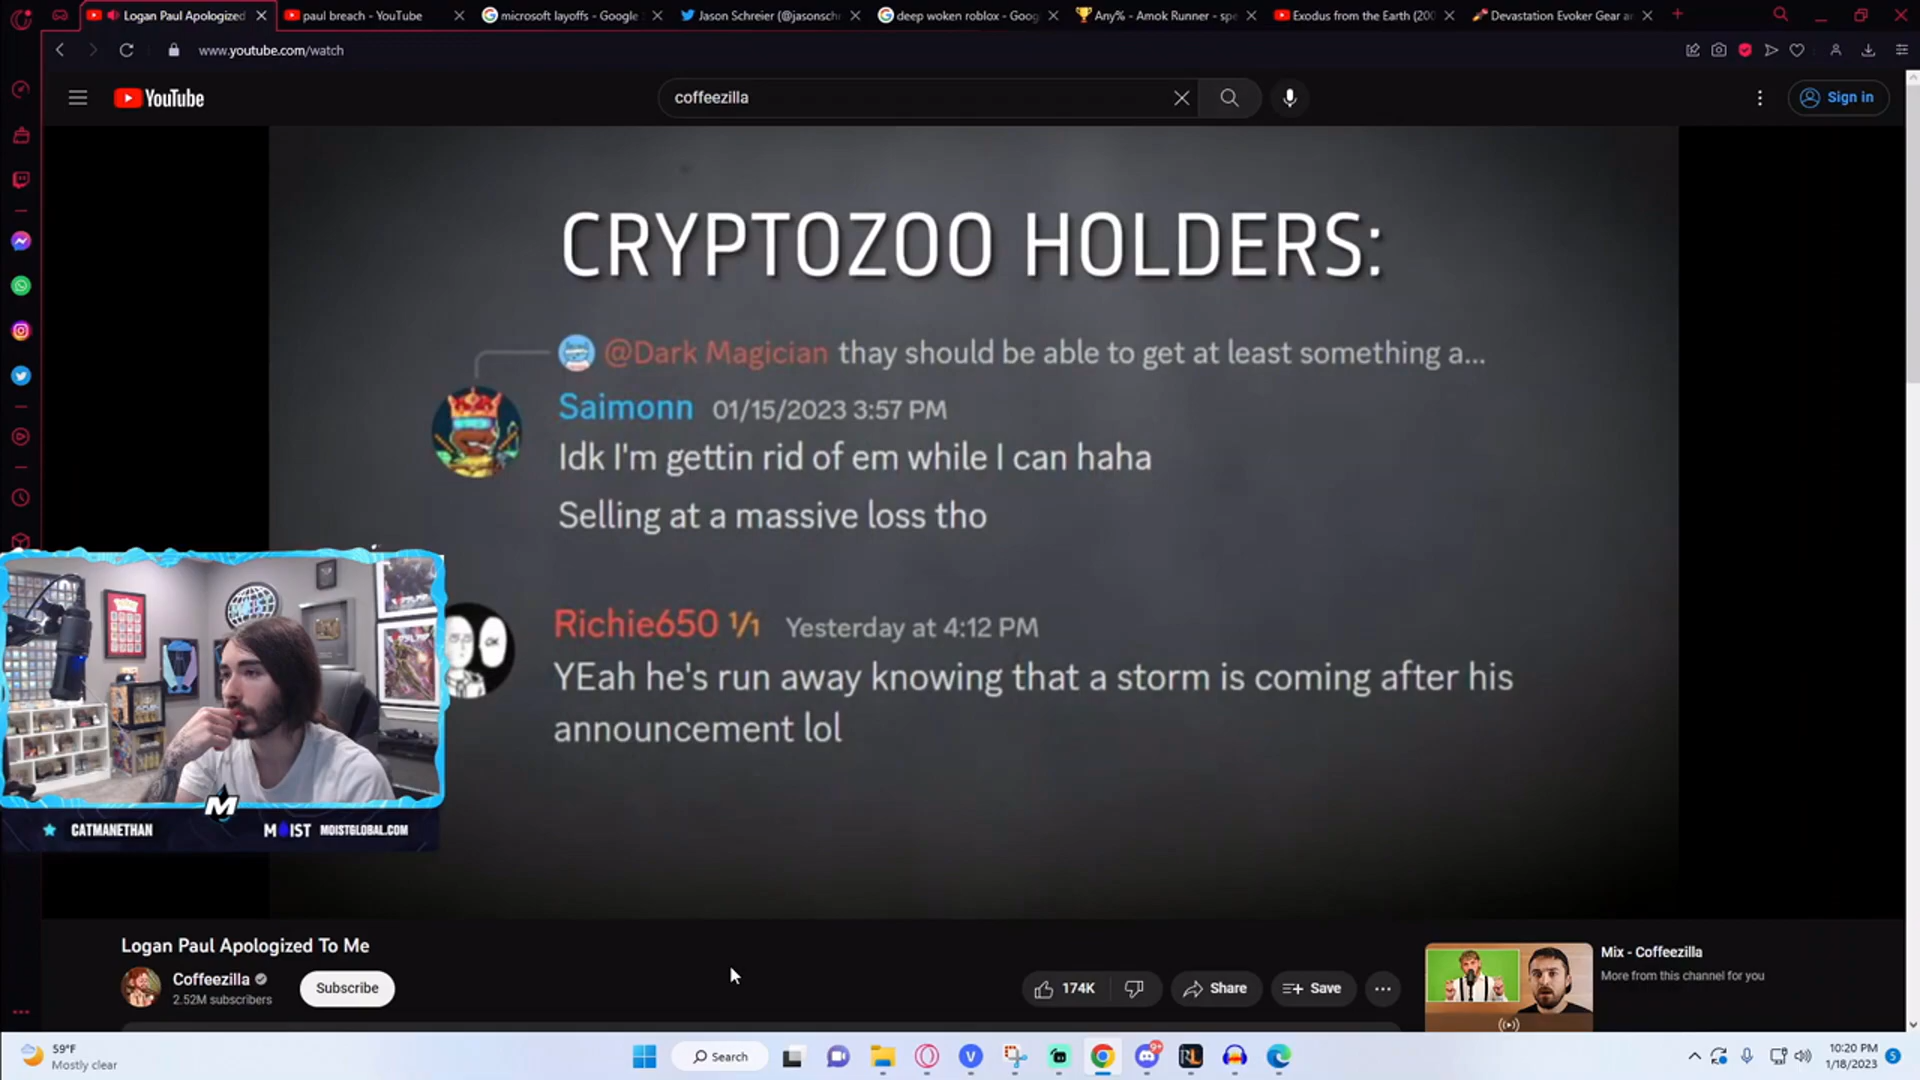 Logan Paul Apologized
paul breach - YouTube
microsoft layoffs - Google
Jason Schreier (@jasonsch
deep woken roblox - Goog
Any% - Amok Runner - spe
Exodus from the Earth (200
Devastation Evoker Gear an
www.youtube.com/watch
YouTube
coffeezilla
Sign in
CRYPTOZOO HOLDERS:
@Dark Magician thay should be able to get at least something a...
Saimonn 01/15/2023 3:57 PM
Idk I'm gettin rid of em while I can haha
Selling at a massive loss tho
Richie650 1/1 Yesterday at 4:12 PM
YEah he's run away knowing that a storm is coming after his
announcement lol
OK
M
CATMANETHAN
MOIST MOISTGLOBAL.COM
Logan Paul Apologized To Me
Coffeezilla
2.52M subscribers
Subscribe
174K
Share
Save
Mix - Coffeezilla
More from this channel for you
59°F
Mostly clear
Search
10:20 PM
1/18/2023
5